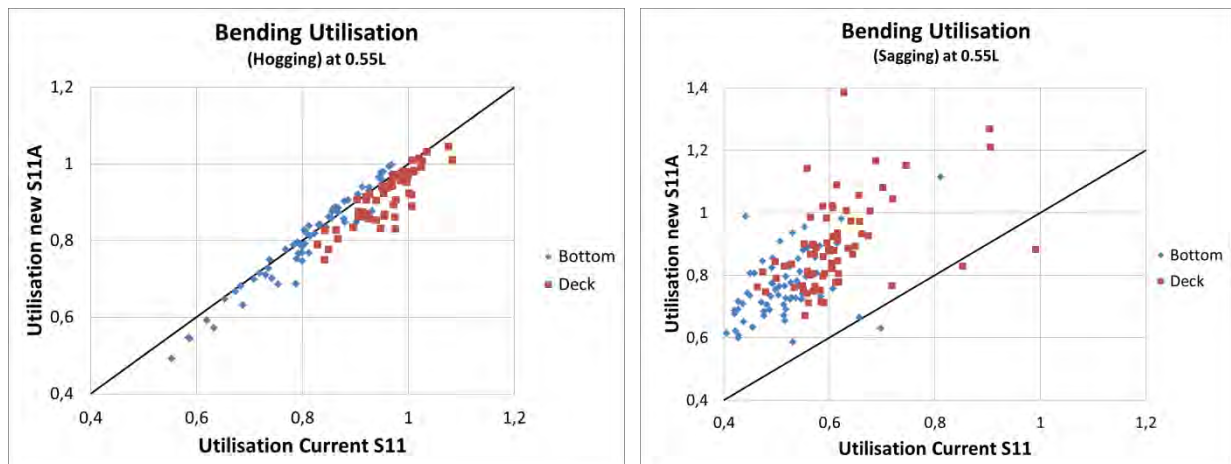 Bending Utilisation
(Hogging) at 0.55L
1,2
1
0,8
0,6
0,4
Utilisation new S11A
0,4
0,6
0,8
1
1,2
Utilisation Current S11
Bottom
Deck
Bending Utilisation
(Sagging) at 0.55L
1,4
1,2
1
0,8
0,6
0,4
Utilisation new S11A
0,4
0,6
0,8
1
1,2
Utilisation Current S11
Bottom
Deck